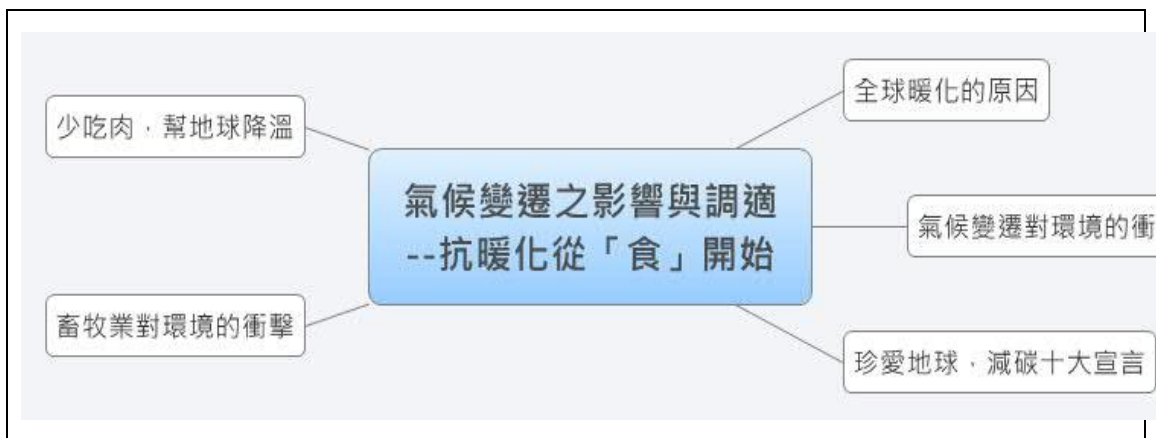 全球暖化的原因
少吃肉，幫地球降溫
氣候變遷之影響與調適
--抗暖化從「食」開始
氣候變遷對環境的衝
畜牧業對環境的衝擊
珍愛地球，減碳十大宣言